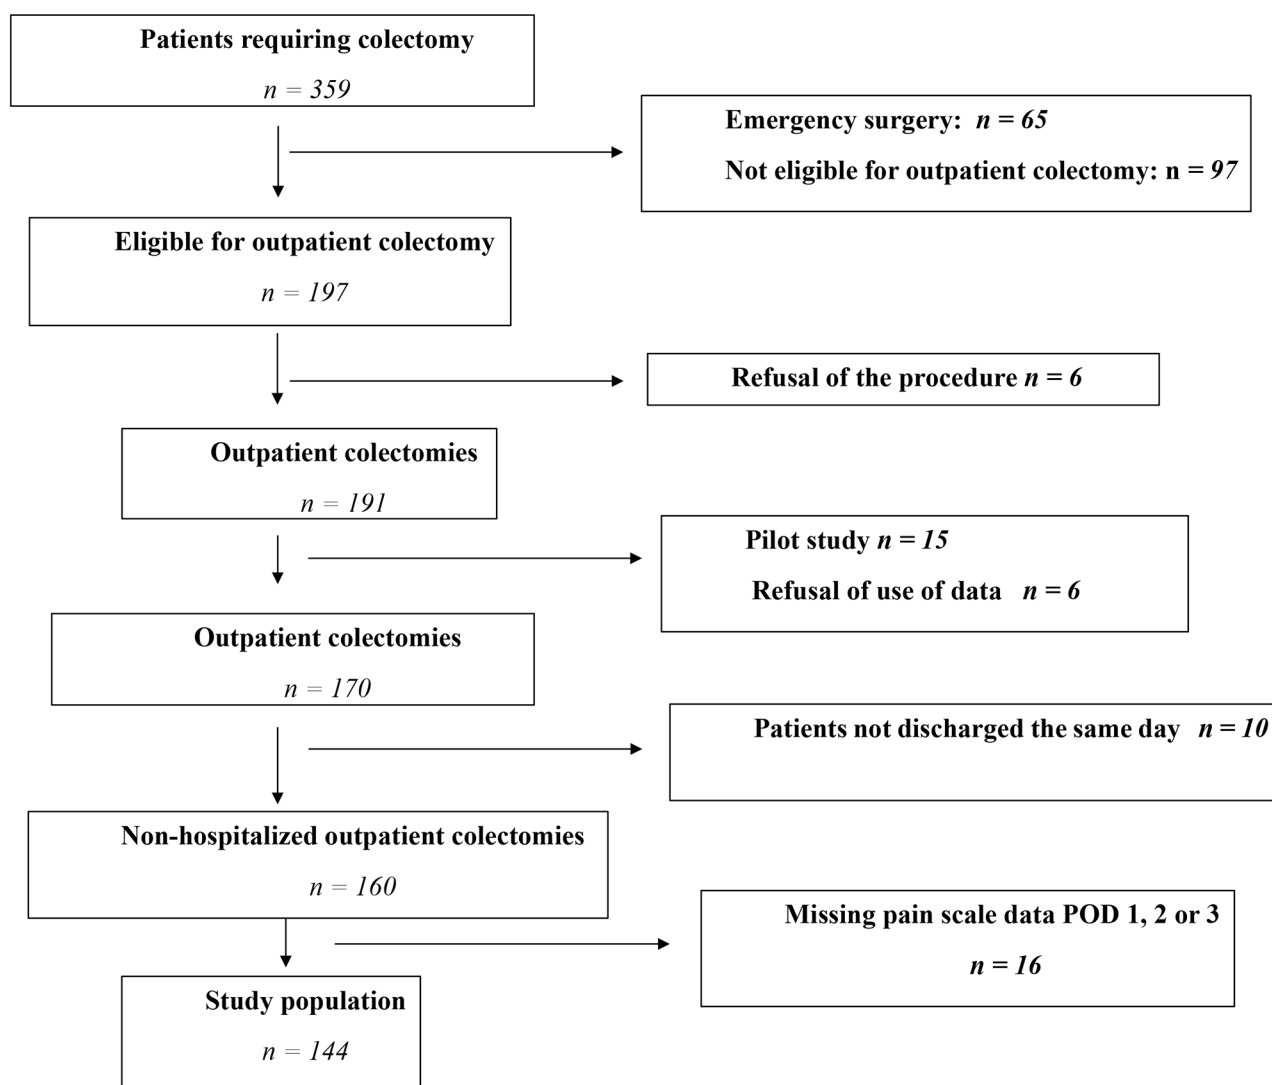 Patients requiring colectomy
n = 359
Emergency surgery: n = 65
Not eligible for outpatient colectomy: n = 97
Eligible for outpatient colectomy
n = 197
Refusal of the procedure n = 6
Outpatient colectomies
n = 191
Pilot study n = 15
Refusal of use of data n = 6
Outpatient colectomies
n = 170
Patients not discharged the same day n = 10
Non-hospitalized outpatient colectomies
n = 160
Missing pain scale data POD 1, 2 or 3
n = 16
Study population
n = 144